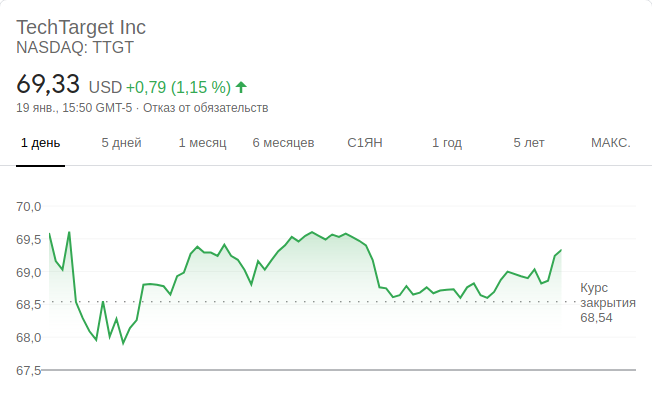 TechTarget Inc
NASDAQ: TTGT
69,33 USD +0,79 (1,15 %)
19 янв., 15:50 GMT-5 · Отказ от обязательств
1 день 5 дней 1 месяц 6 месяцев С1ЯН 1 год 5 лет МАКС.
70,0
69,5
69,0
68,5
68,0
67,5
Курс
закрытия
68,54